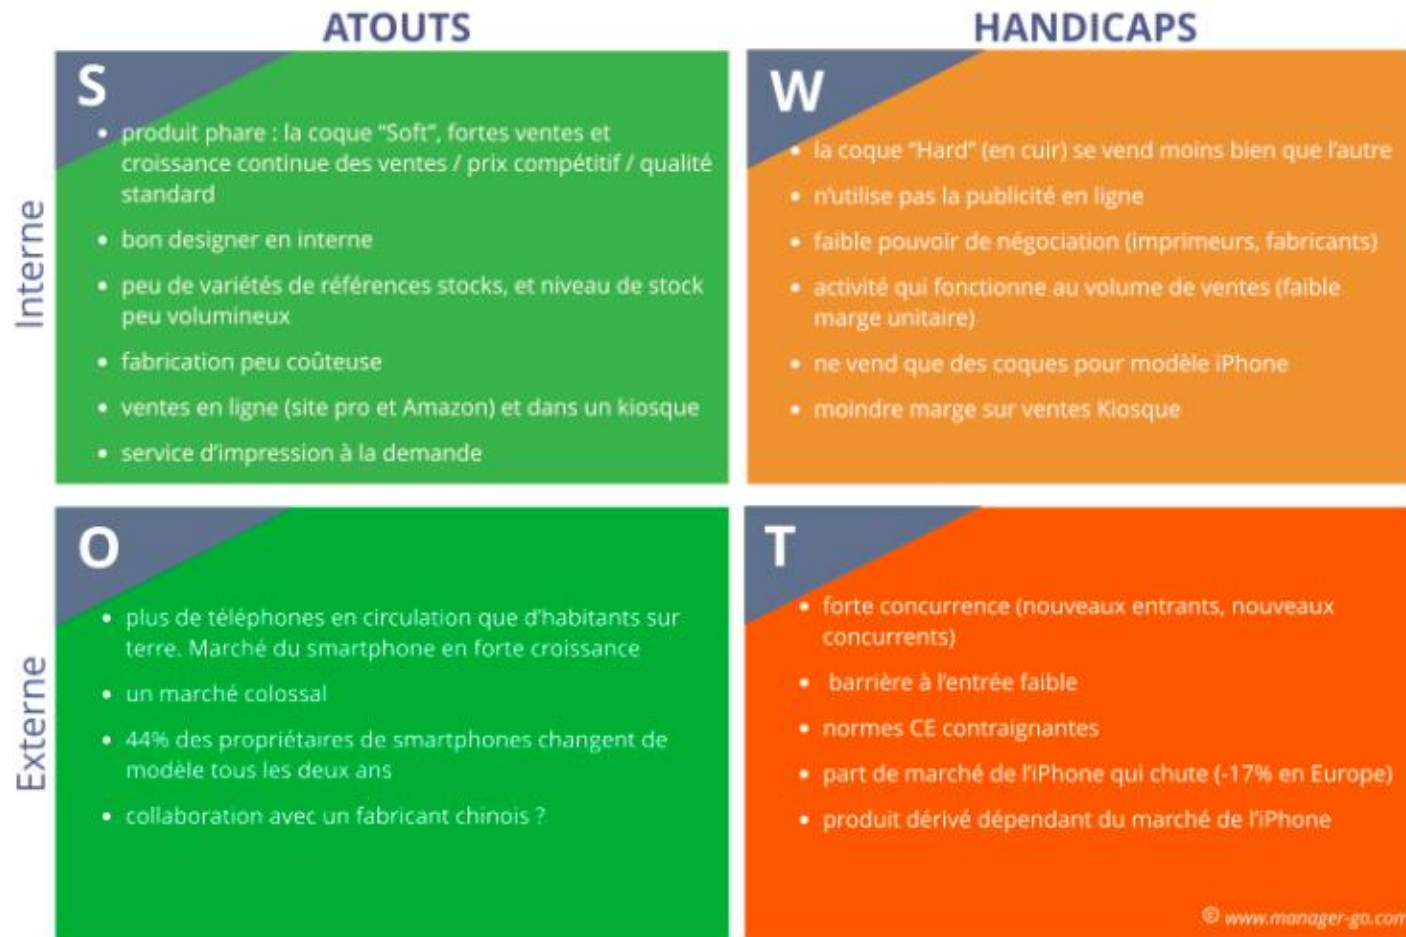 ATOUTS
HANDICAPS
Interne
S
• produit phare : la coque “Soft”, fortes ventes et
croissance continue des ventes / prix compétitif / qualité
standard
• bon designer en interne
• peu de variétés de références stocks, et niveau de stock
peu volumineux
• fabrication peu coûteuse
• ventes en ligne (site pro et Amazon) et dans un kiosque
• service d’impression à la demande
W
• la coque “Hard” (en cuir) se vend moins bien que l’autre
• n’utilise pas la publicité en ligne
• faible pouvoir de négociation (imprimeurs, fabricants)
• activité qui fonctionne au volume de ventes (faible
marge unitaire)
• ne vend que des coques pour modèle iPhone
• moindre marge sur ventes Kiosque
Externe
O
• plus de téléphones en circulation que d’habitants sur
terre. Marché du smartphone en forte croissance
• un marché colossal
• 44% des propriétaires de smartphones changent de
modèle tous les deux ans
• collaboration avec un fabricant chinois ?
T
• forte concurrence (nouveaux entrants, nouveaux
concurrents)
• barrière à l’entrée faible
• normes CE contraignantes
• part de marché de l’iPhone qui chute (-17% en Europe)
• produit dérivé dépendant du marché de l’iPhone
© www.manager-go.com